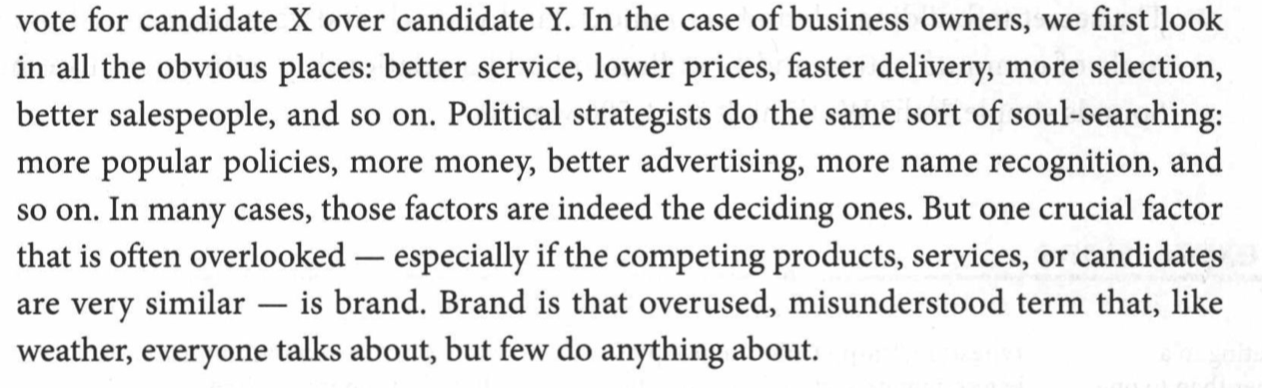 vote for candidate X over candidate Y. In the case of business owners, we first look
in all the obvious places: better service, lower prices, faster delivery, more selection,
better salespeople, and so on. Political strategists do the same sort of soul-searching:
more popular policies, more money, better advertising, more name recognition, and
so on. In many cases, those factors are indeed the deciding ones. But one crucial factor
that is often overlooked — especially if the competing products, services, or candidates
are very similar — is brand. Brand is that overused, misunderstood term that, like
weather, everyone talks about, but few do anything about.